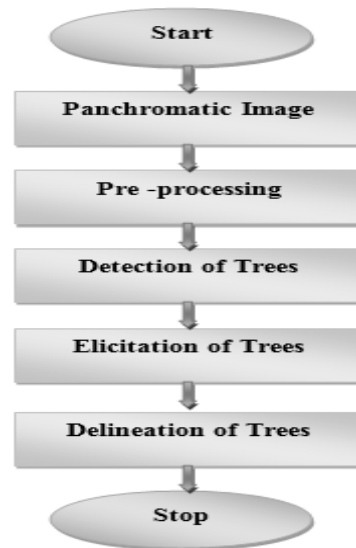 Start
Panchromatic Image
Pre -processing
Detection of Trees
Elicitation of Trees
Delineation of Trees
Stop